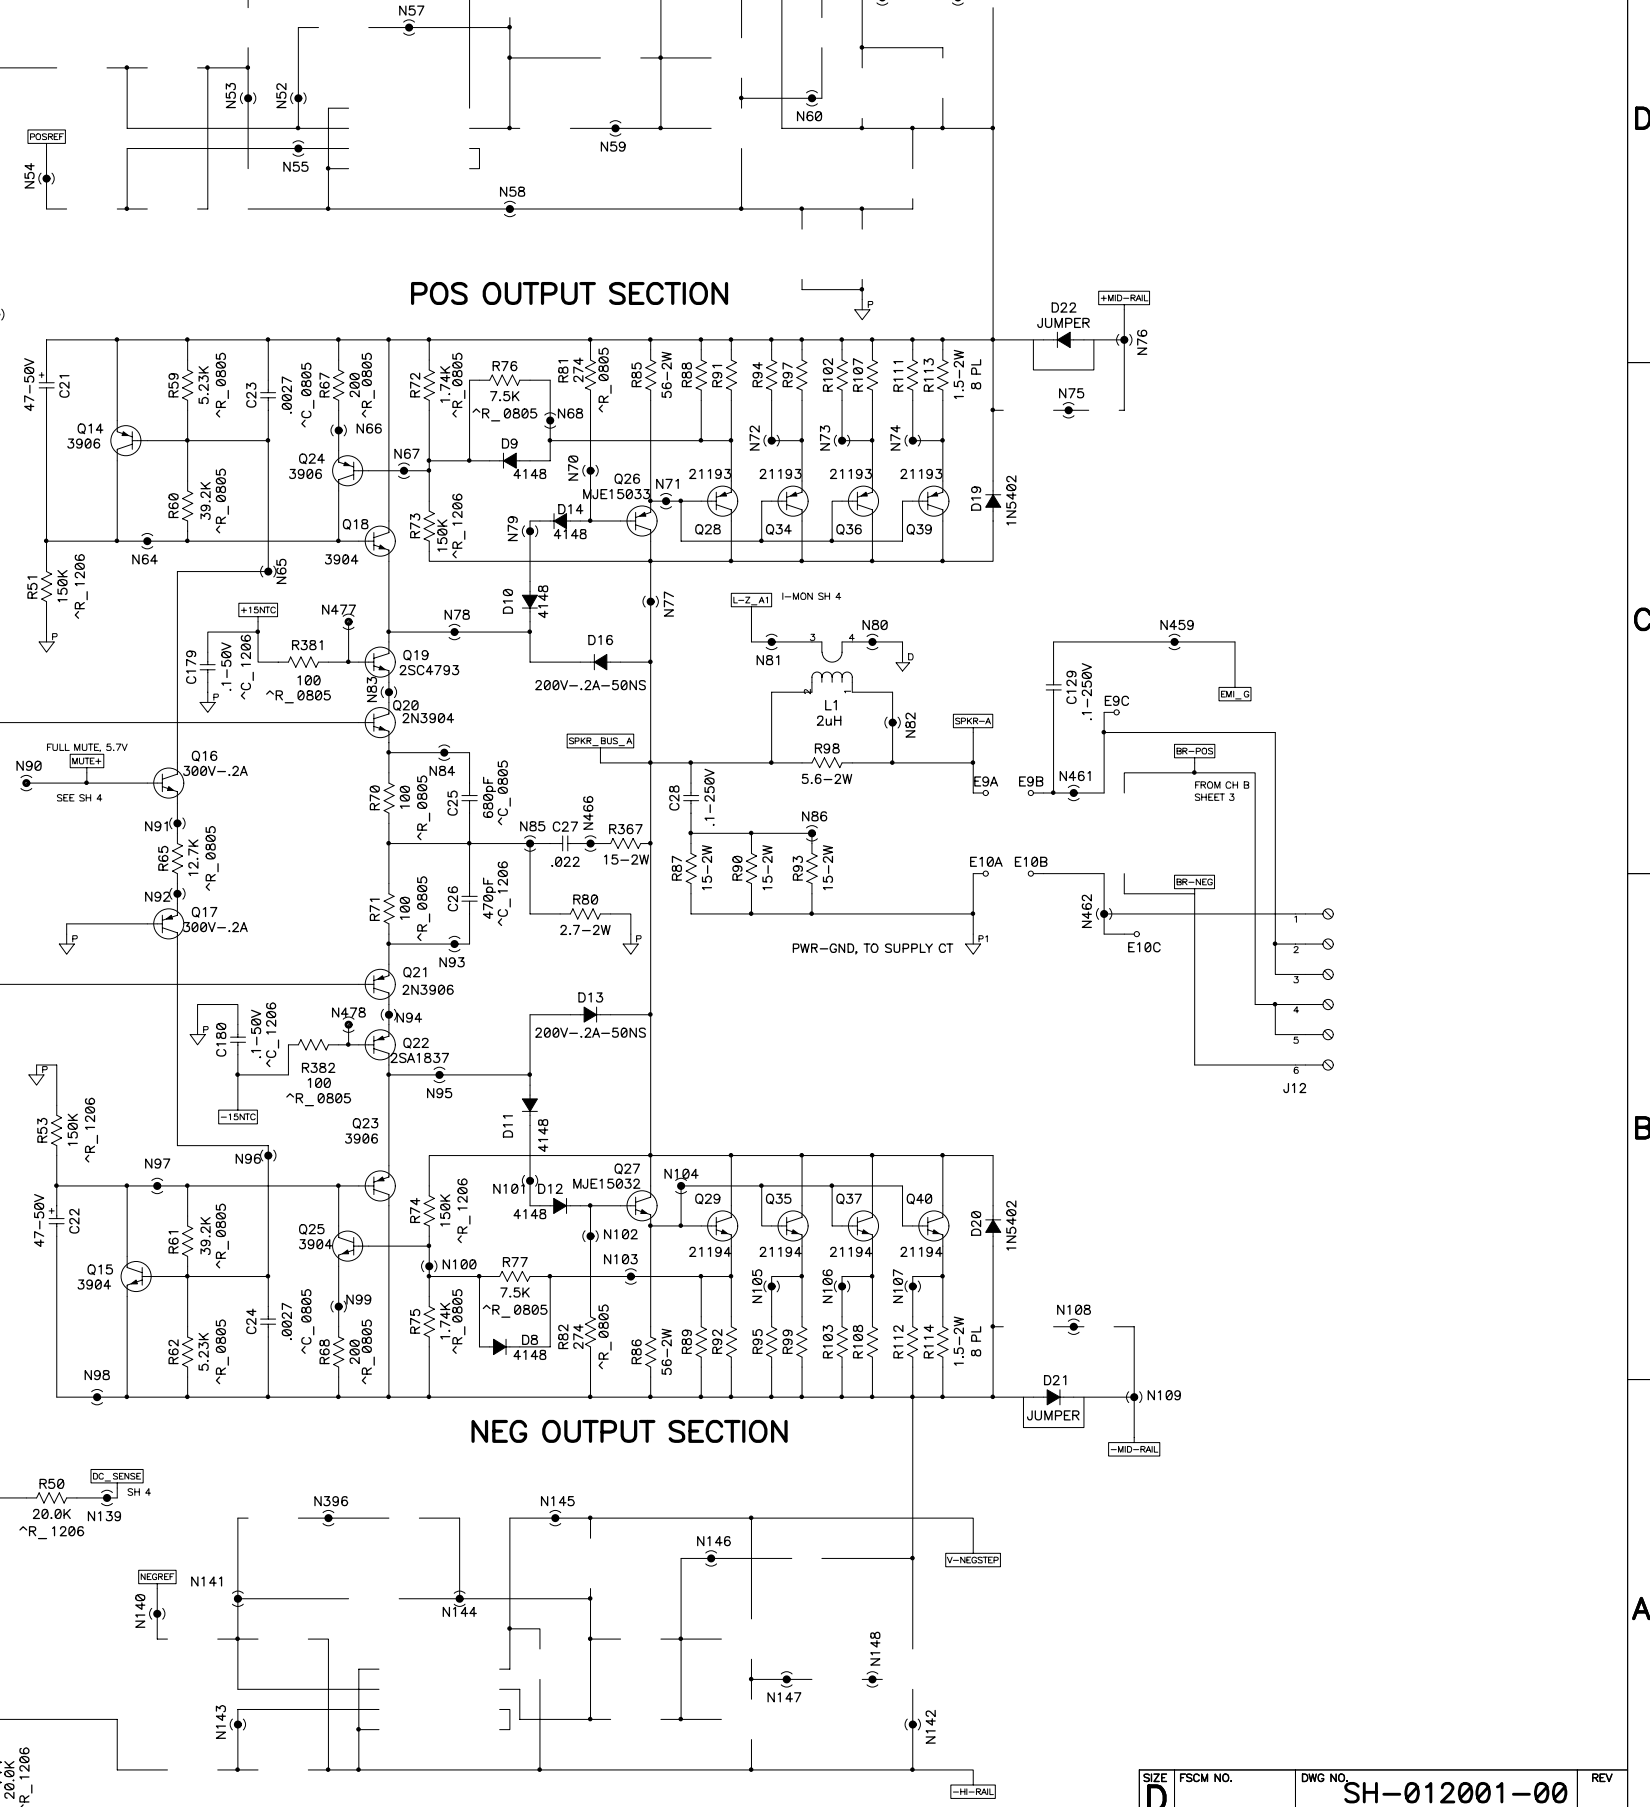 N57
N53
N52
N60
D
POSREF
N59
N55
N54
N58
P
POS OUTPUT SECTION
+MID-RAIL
D22
JUMPER
N76
47-50V
+
C21
R59
5.23K
^R_0805
C23
.0027
^C_0805
R67
200
^R_0805
R72
1.74K
^R_0805
R76
7.5K
^R_0805
R81
274
^R_0805
R85
56-2W
R88
R91
R94
R97
R102
R107
R111
R113
1.5-2W
8 PL
N75
N68
Q14
3906
N66
N72
N73
N74
D9
4148
Q24
3906
N67
N70
Q26
MJE15033
N71
21193
21193
21193
21193
R60
39.2K
^R_0805
R73
150K
^R_1206
N79
D14
4148
Q28
Q34
Q36
Q39
D19
1N5402
Q18
3904
N64
N65
R51
150K
^R_1206
P
+15NTC
N477
N78
D10
4148
N77
L-Z_A1
I-MON SH 4
C
C179
.1-50V
^C_1206
P
R381
100
^R_0805
Q19
2SC4793
D16
200V-.2A-50NS
N81
3
4
N80
D
N459
C129
.1-250V
EMI_G
N83
Q20
2N3904
2
1
L1
2uH
N82
SPKR-A
E9C
FULL MUTE, 5.7V
MUTE+
N90
SEE SH 4
Q16
300V-.2A
N84
SPKR_BUS_A
R98
5.6-2W
BR-POS
FROM CH B
SHEET 3
E9A
E9B
N461
R70
100
^R_0805
C25
680pF
^C_0805
C28
.1-250V
N91
N85
C27
.022
N466
R367
15-2W
N86
R65
12.7K
^R_0805
R87
15-2W
R90
15-2W
R93
15-2W
E10A
E10B
BR-NEG
N92
Q17
300V-.2A
P
R71
100
^R_0805
C26
470pF
^C_1206
R80
2.7-2W
P
N93
PWR-GND, TO SUPPLY CT
P1
N462
E10C
1
2
3
4
5
6
J12
Q21
2N3906
D13
200V-.2A-50NS
P
C180
.1-50V
^C_1206
N478
N94
R382
100
^R_0805
Q22
2SA1837
N95
-15NTC
P
R53
150K
^R_1206
Q23
3906
D11
4148
B
N97
N96
N101
D12
4148
Q27
MJE15032
N104
Q29
Q35
Q37
Q40
47-50V
+
C22
R61
39.2K
^R_0805
Q25
3904
R74
150K
^R_1206
N102
21194
21194
21194
21194
D20
1N5402
Q15
3904
N100
R77
7.5K
^R_0805
N103
N105
N106
N107
C24
.0027
^C_0805
N99
R62
5.23K
^R_0805
R68
200
^R_0805
R75
1.74K
^R_0805
D8
4148
R82
274
^R_0805
R86
56-2W
R89
R92
R95
R99
R103
R108
R112
R114
1.5-2W
8 PL
N108
N98
D21
JUMPER
N109
NEG OUTPUT SECTION
-MID-RAIL
R50
20.0K
^R_1206
DC_SENSE
SH 4
N139
N396
N145
N146
V-NEGSTEP
NEGREF
N141
N140
N144
A
N148
N147
N143
N142
20.0K
^R_1206
-HI-RAIL
SIZE
D
FSCM NO.
DWG NO.
SH-012001-00
REV